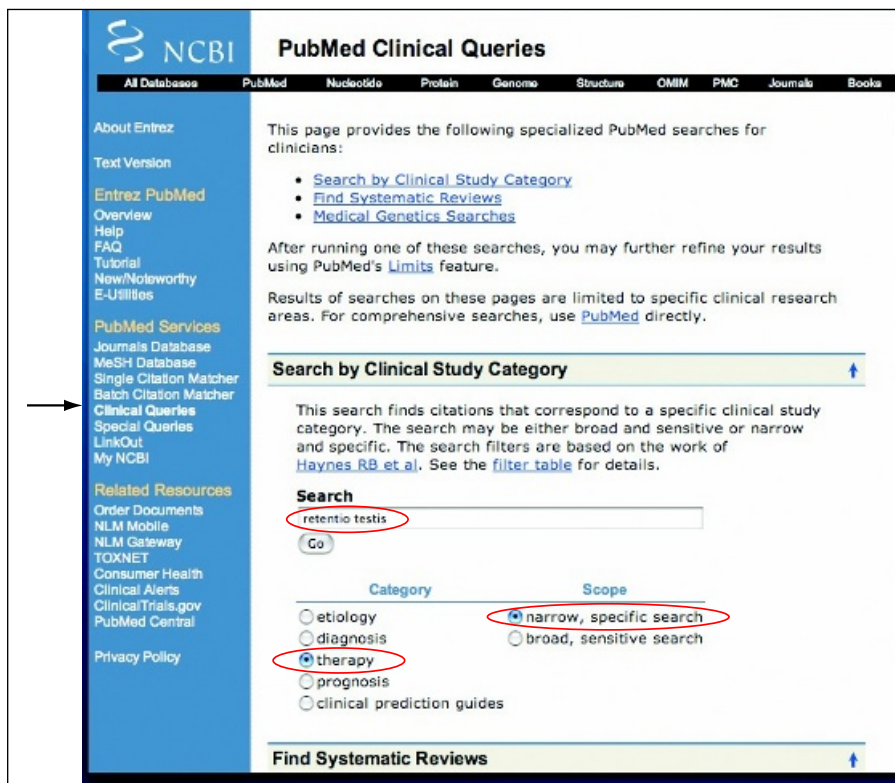 NCBI
PubMed Clinical Queries
All Databases PubMed Nucleotide Protein Genome Structure OMIM PMC Journals Books
About Entrez
Text Version
Entrez PubMed
Overview
Help
FAQ
Tutorial
New/Noteworthy
E-Utilities
PubMed Services
Journals Database
MeSH Database
Single Citation Matcher
Batch Citation Matcher
Clinical Queries
Special Queries
LinkOut
My NCBI
Related Resources
Order Documents
NLM Mobile
NLM Gateway
TOXNET
Consumer Health
Clinical Alerts
ClinicalTrials.gov
PubMed Central
Privacy Policy
This page provides the following specialized PubMed searches for
clinicians:
• Search by Clinical Study Category
• Find Systematic Reviews
• Medical Genetics Searches
After running one of these searches, you may further refine your results
using PubMed's Limits feature.
Results of searches on these pages are limited to specific clinical research
areas. For comprehensive searches, use PubMed directly.
Search by Clinical Study Category
This search finds citations that correspond to a specific clinical study
category. The search may be either broad and sensitive or narrow
and specific. The search filters are based on the work of
Haynes RB et al. See the filter table for details.
Search
retentio testis
Go
Category Scope
etiology narrow, specific search
diagnosis broad, sensitive search
therapy
prognosis
clinical prediction guides
Find Systematic Reviews